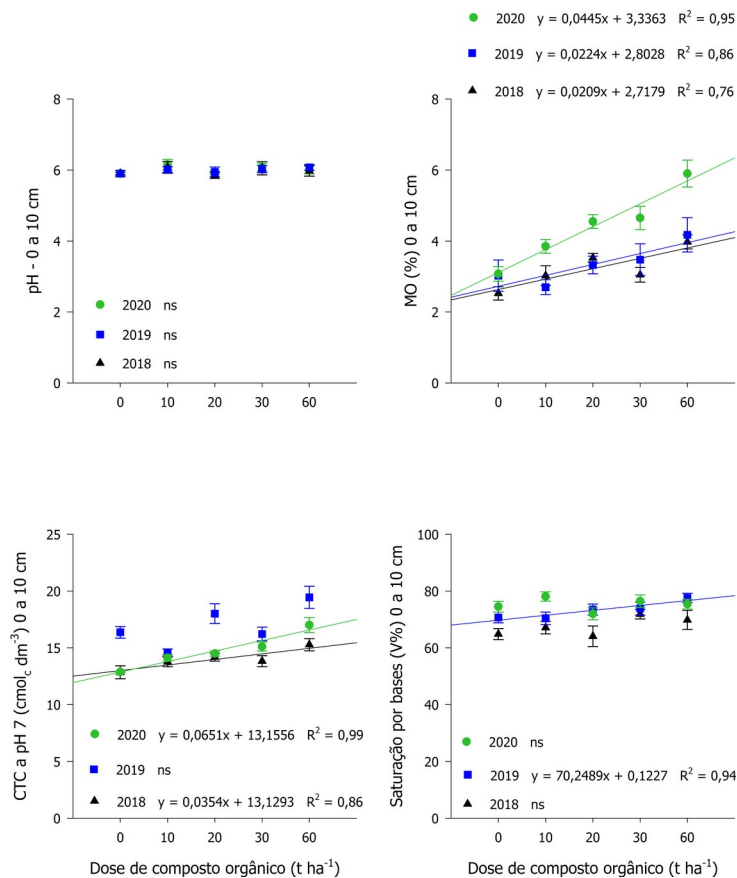 2020 y = 0,0445x + 3,3363 R² = 0,95
2019 y = 0,0224x + 2,8028 R² = 0,86
2018 y = 0,0209x + 2,7179 R² = 0,76
pH - 0 a 10 cm
8
6
4
2
0
2020 ns
2019 ns
2018 ns
0 10 20 30 60
MO (%) 0 a 10 cm
8
6
4
2
0
0 10 20 30 60
CTC a pH 7 (cmolc dm⁻³) 0 a 10 cm
25
20
15
10
5
0
2020 y = 0,0651x + 13,1556 R² = 0,99
2019 ns
2018 y = 0,0354x + 13,1293 R² = 0,86
0 10 20 30 60
Dose de composto orgânico (t ha⁻¹)
Saturação por bases (V%) 0 a 10 cm
100
80
60
40
20
0
2020 ns
2019 y = 70,2489x + 0,1227 R² = 0,94
2018 ns
0 10 20 30 60
Dose de composto orgânico (t ha⁻¹)